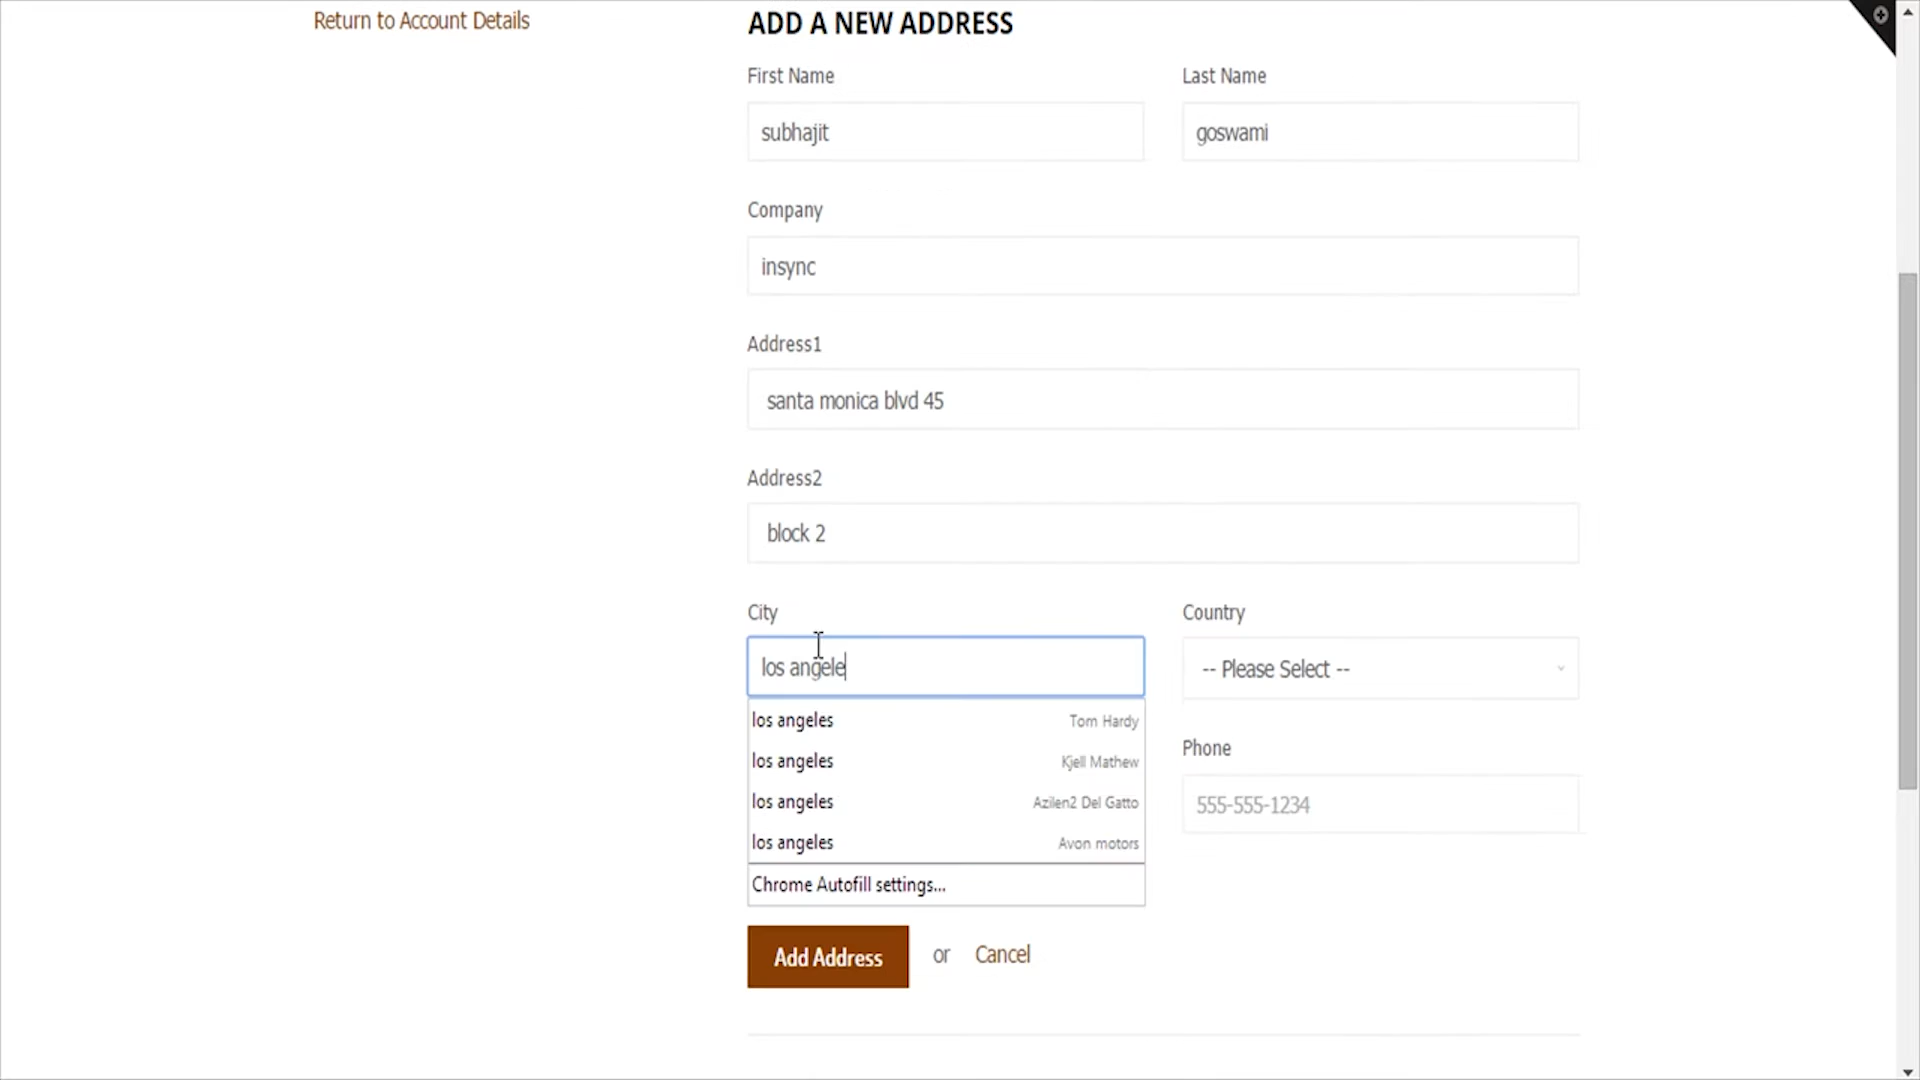 Return to Account Details
ADD A NEW ADDRESS
First Name
Last Name
subhajit
goswami
Company
insync
Address1
santa monica blvd 45
Address2
block 2
City
Country
los angele
-- Please Select --
los angeles Tom Hardy
Phone
los angeles Kjell Mathew
los angeles Azilen2 Del Gatto
555-555-1234
los angeles Avon motors
Chrome Autofill settings...
Add Address or Cancel